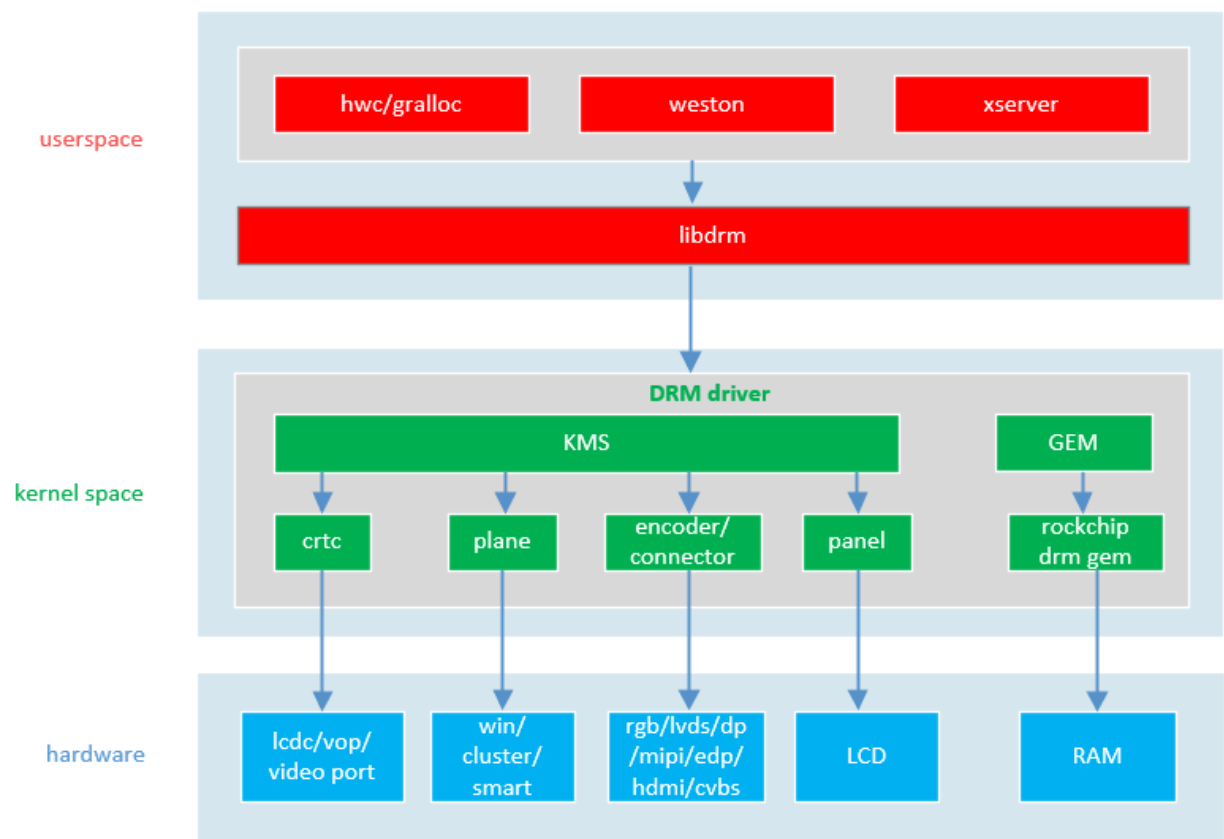 hwc/gralloc
weston
xserver
userspace
libdrm
DRM driver
KMS
GEM
kernel space
crtc
plane
encoder/
connector
panel
rockchip
drm gem
hardware
lcdc/vop/
video port
win/
cluster/
smart
rgb/lvds/dp
/mipi/edp/
hdmi/cvbs
LCD
RAM